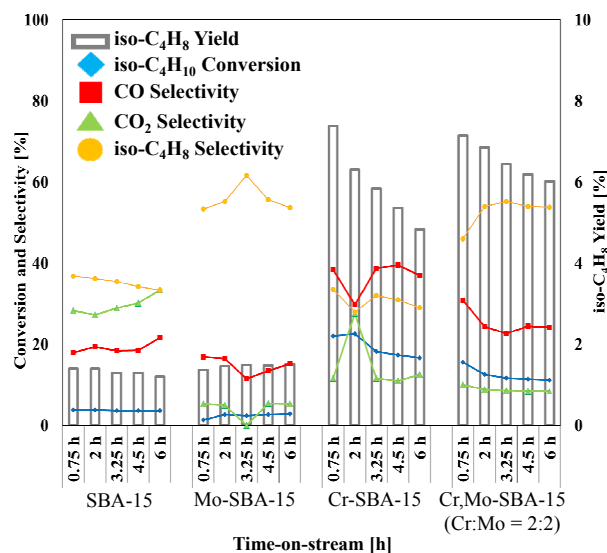 100
80
60
40
20
0
Conversion and Selectivity [%]
iso-C₄H₈ Yield
iso-C₄H₁₀ Conversion
CO Selectivity
CO₂ Selectivity
iso-C₄H₈ Selectivity
10
8
6
4
2
0
iso-C₄H₈ Yield [%]
0.75 h
2 h
3.25 h
4.5 h
6 h
0.75 h
2 h
3.25 h
4.5 h
6 h
0.75 h
2 h
3.25 h
4.5 h
6 h
0.75 h
2 h
3.25 h
4.5 h
6 h
SBA-15 Mo-SBA-15 Cr-SBA-15 Cr,Mo-SBA-15
(Cr:Mo = 2:2)
Time-on-stream [h]